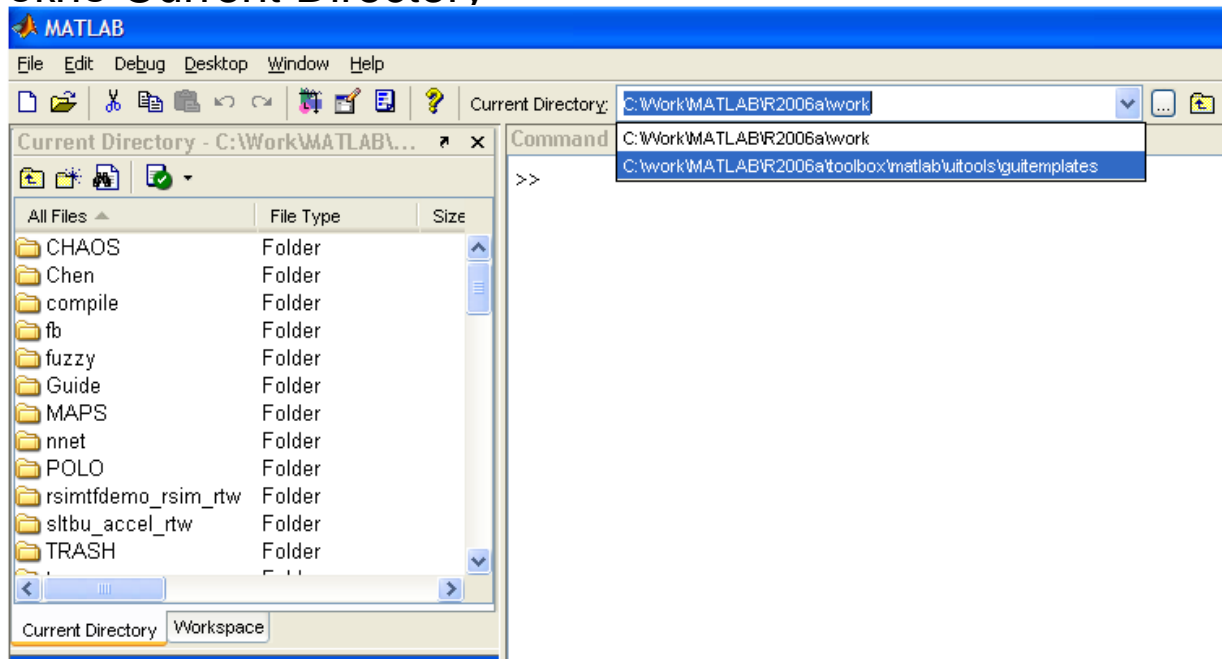 окно Current Directory
MATLAB
File Edit Debug Desktop Window Help
Current Directory: C:\Work\MATLAB\R2006a\work
Current Directory - C:\Work\MATLAB\...
Command
C:\Work\MATLAB\R2006a\work
C:\work\MATLAB\R2006a\toolbox\matlab\uitools\guitemplates
>>
All Files File Type Size
CHAOS Folder
Chen Folder
compile Folder
fb Folder
fuzzy Folder
Guide Folder
MAPS Folder
nnet Folder
POLO Folder
rsimtfdemo_rsim_rtw Folder
sltbu_accel_rtw Folder
TRASH Folder
Current Directory Workspace